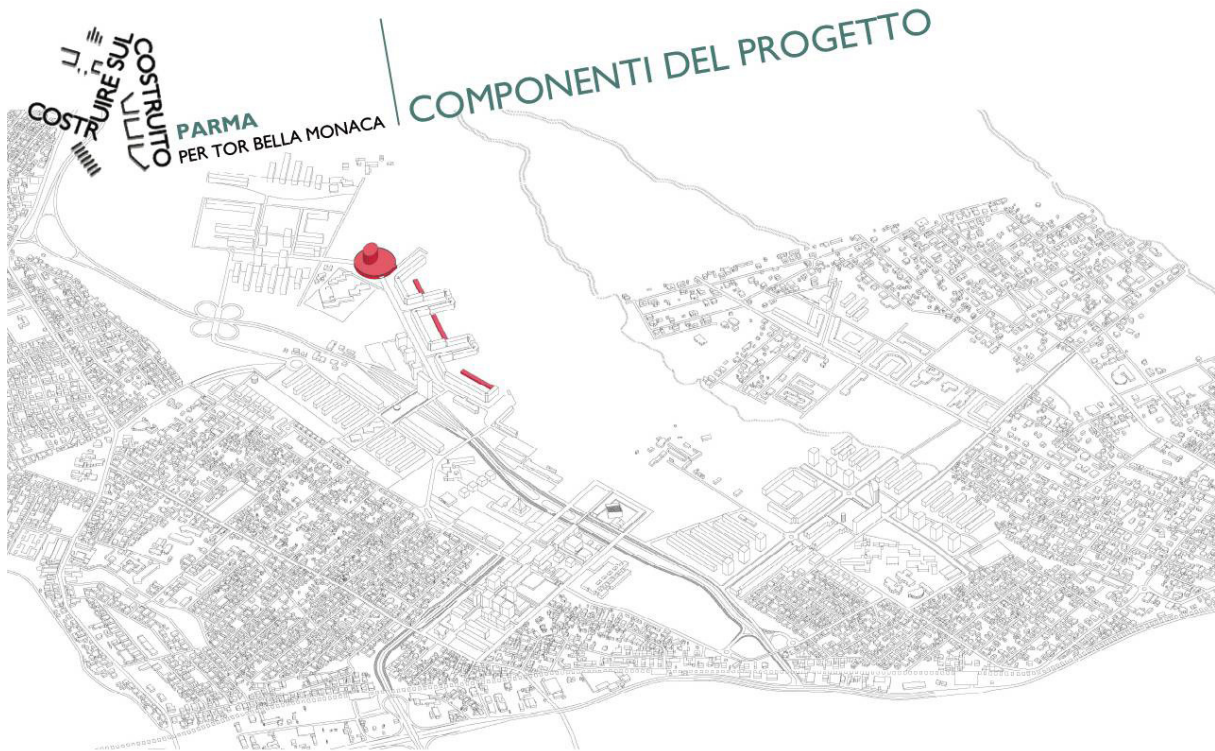 COSTRUIRE SUL
COSTRUITO
PARMA
PER TOR BELLA MONACA
COMPONENTI DEL PROGETTO